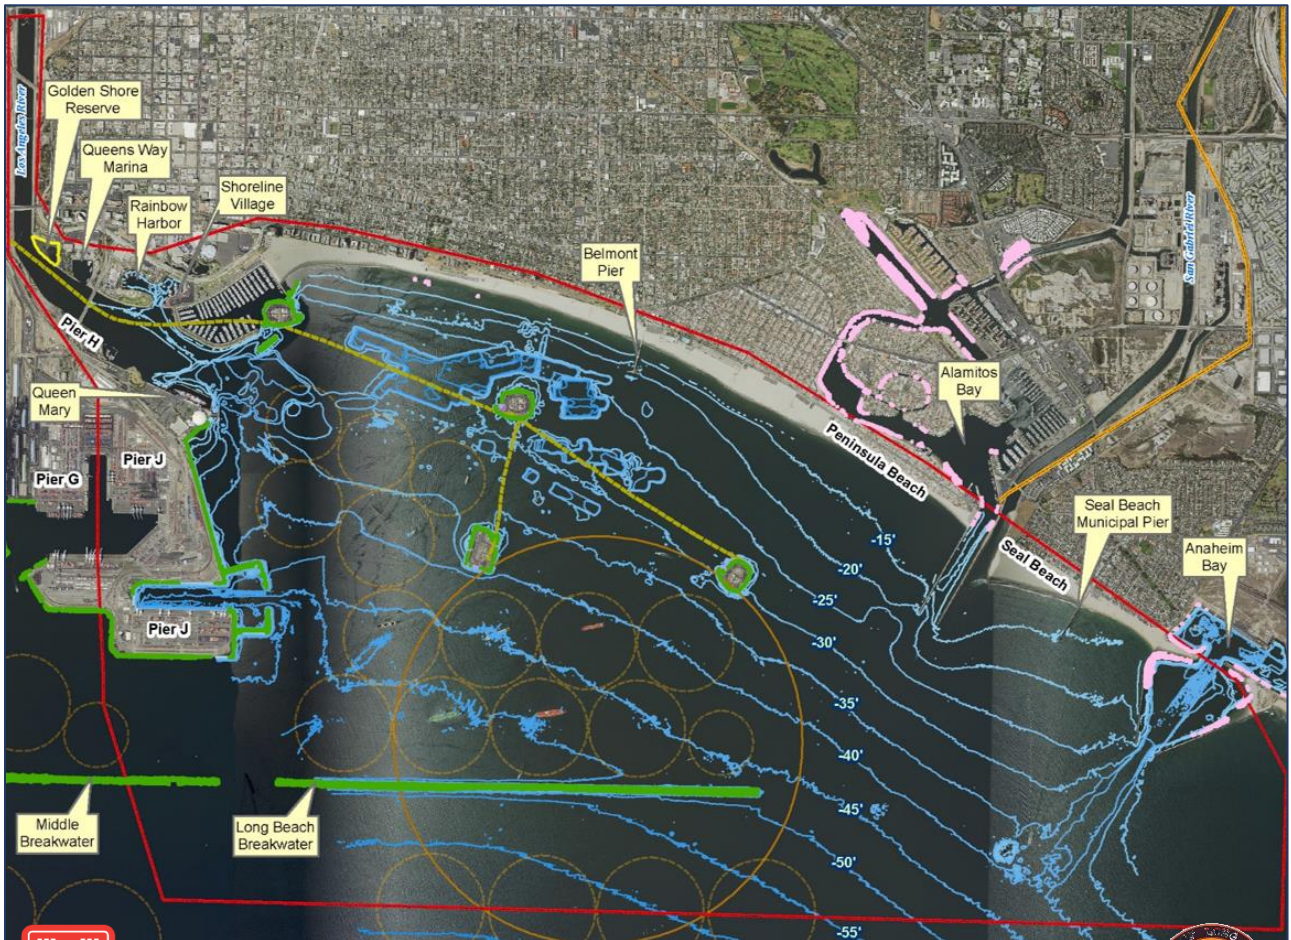 Golden Shore
Reserve
Los Angeles River
Queens Way
Marina
Rainbow
Harbor
Shoreline
Village
Belmont
Pier
San Gabriel River
Pier H
Queen
Mary
Alamitos
Bay
Pier G
Pier J
Peninsula Beach
Seal Beach
Municipal Pier
Anaheim
Bay
Seal Beach
Pier J
-15'
-20'
-25'
-30'
-35'
-40'
-45'
-50'
-55'
Middle
Breakwater
Long Beach
Breakwater